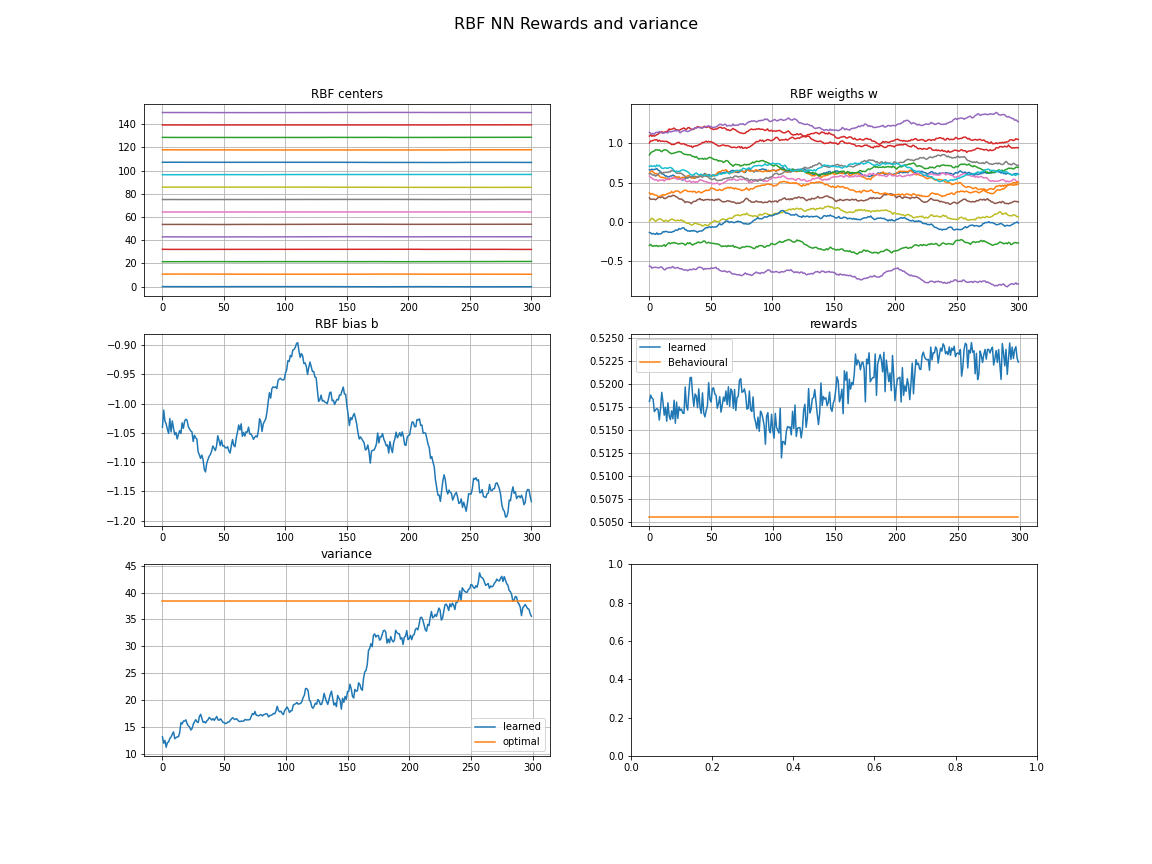 RBF NN Rewards and variance
RBF centers
140
120
100
80
60
40
20
0
0 50 100 150 200 250 300
RBF weigths w
1.0
0.5
0.0
−0.5
0 50 100 150 200 250 300
RBF bias b
−0.90
−0.95
−1.00
−1.05
−1.10
−1.15
−1.20
0 50 100 150 200 250 300
rewards
0.5250
0.5225
0.5200
0.5175
0.5150
0.5125
0.5100
0.5075
0.5050
learned
Behavioural
0 50 100 150 200 250 300
variance
45
40
35
30
25
20
15
10
learned
optimal
0 50 100 150 200 250 300
1.0
0.8
0.6
0.4
0.2
0.0
0.0 0.2 0.4 0.6 0.8 1.0